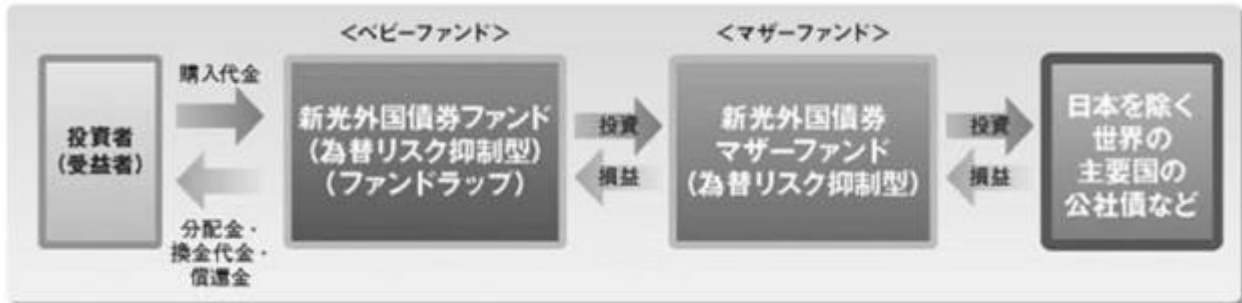 <ベビーファンド>
<マザーファンド>
投資者
(受益者)
購入代金
分配金・
換金代金・
償還金
新光外国債券ファンド
(為替リスク抑制型)
(ファンドラップ)
投資
損益
新光外国債券
マザーファンド
(為替リスク抑制型)
投資
損益
日本を除く
世界の
主要国の
公社債など